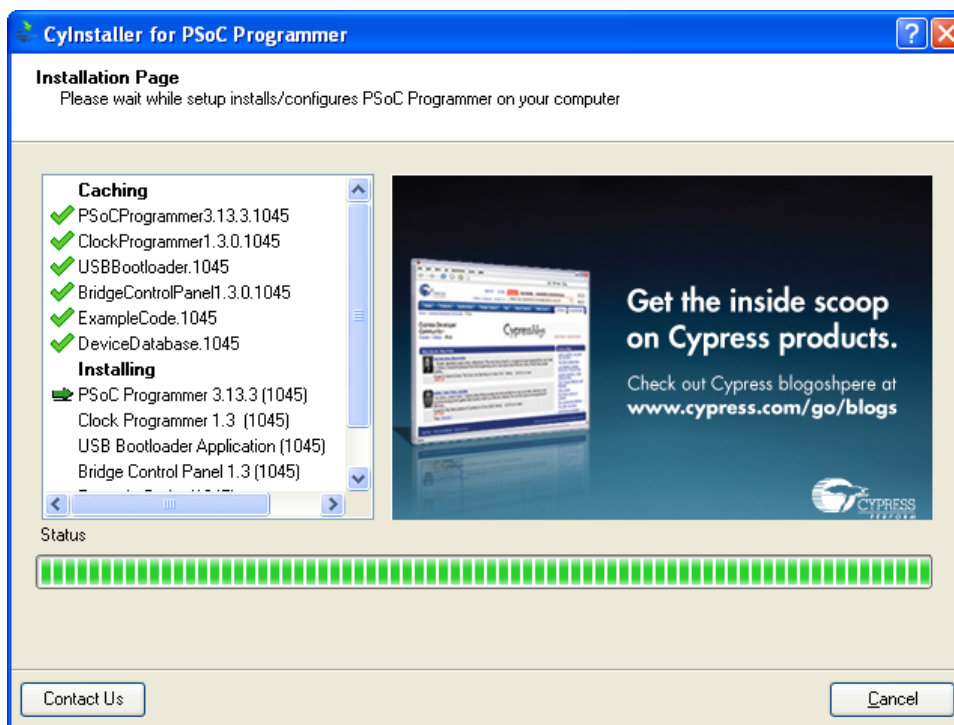 CyInstaller for PSoC Programmer
Installation Page
Please wait while setup installs/configures PSoC Programmer on your computer
Caching
PSoCProgrammer3.13.3.1045
ClockProgrammer1.3.0.1045
USBBootloader.1045
BridgeControlPanel1.3.0.1045
ExampleCode.1045
DeviceDatabase.1045
Installing
PSoC Programmer 3.13.3 (1045)
Clock Programmer 1.3 (1045)
USB Bootloader Application (1045)
Bridge Control Panel 1.3 (1045)
Get the inside scoop
on Cypress products.
Check out Cypress blogoshpere at
www.cypress.com/go/blogs
CYPRESS
PERFORM
Status
Contact Us
Cancel